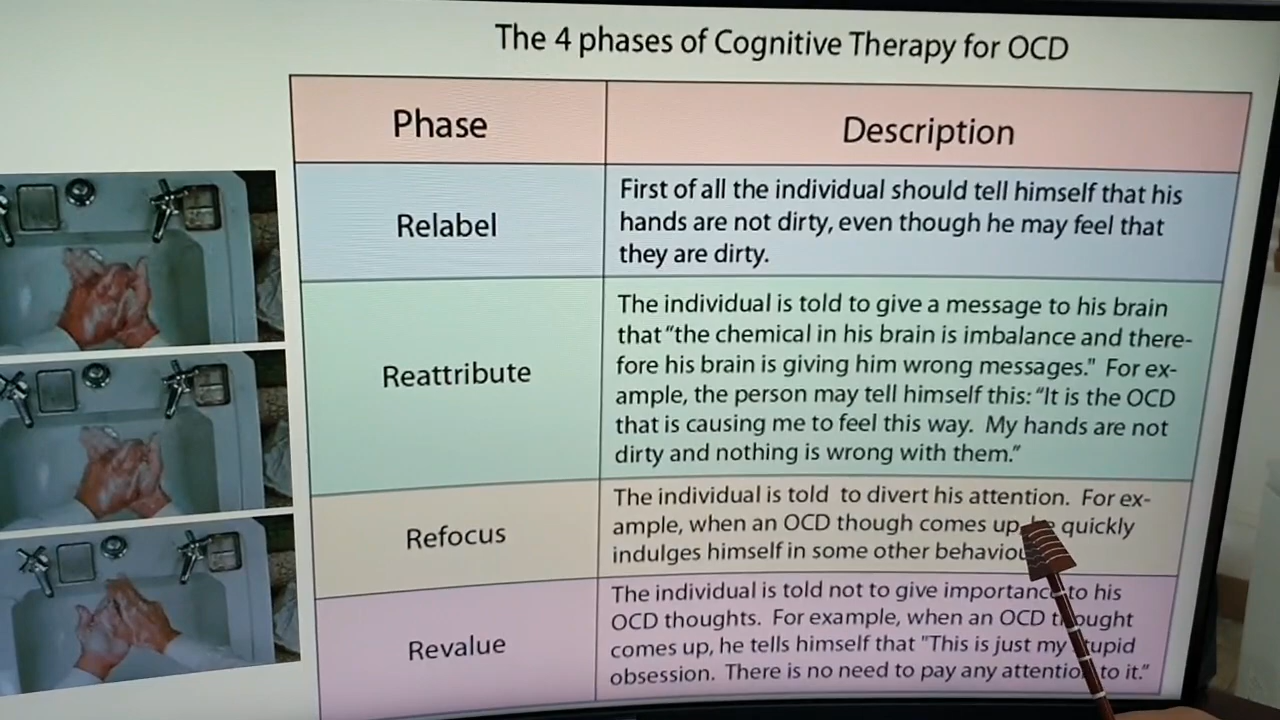 The 4 phases of Cognitive Therapy for OCD
Phase
Description
Relabel
First of all the individual should tell himself that his
hands are not dirty, even though he may feel that
they are dirty.
Reattribute
The individual is told to give a message to his brain
that “the chemical in his brain is imbalance and there-
fore his brain is giving him wrong messages." For ex-
ample, the person may tell himself this: “It is the OCD
that is causing me to feel this way. My hands are not
dirty and nothing is wrong with them.”
Refocus
The individual is told to divert his attention. For ex-
ample, when an OCD though comes up, quickly
indulges himself in some other
Revalue
The individual is told not to give importance to his
OCD thoughts. For example, when an OCD thought
comes up, he tells himself that "This is just my stupid
obsession. There is no need to pay any attention to it.”